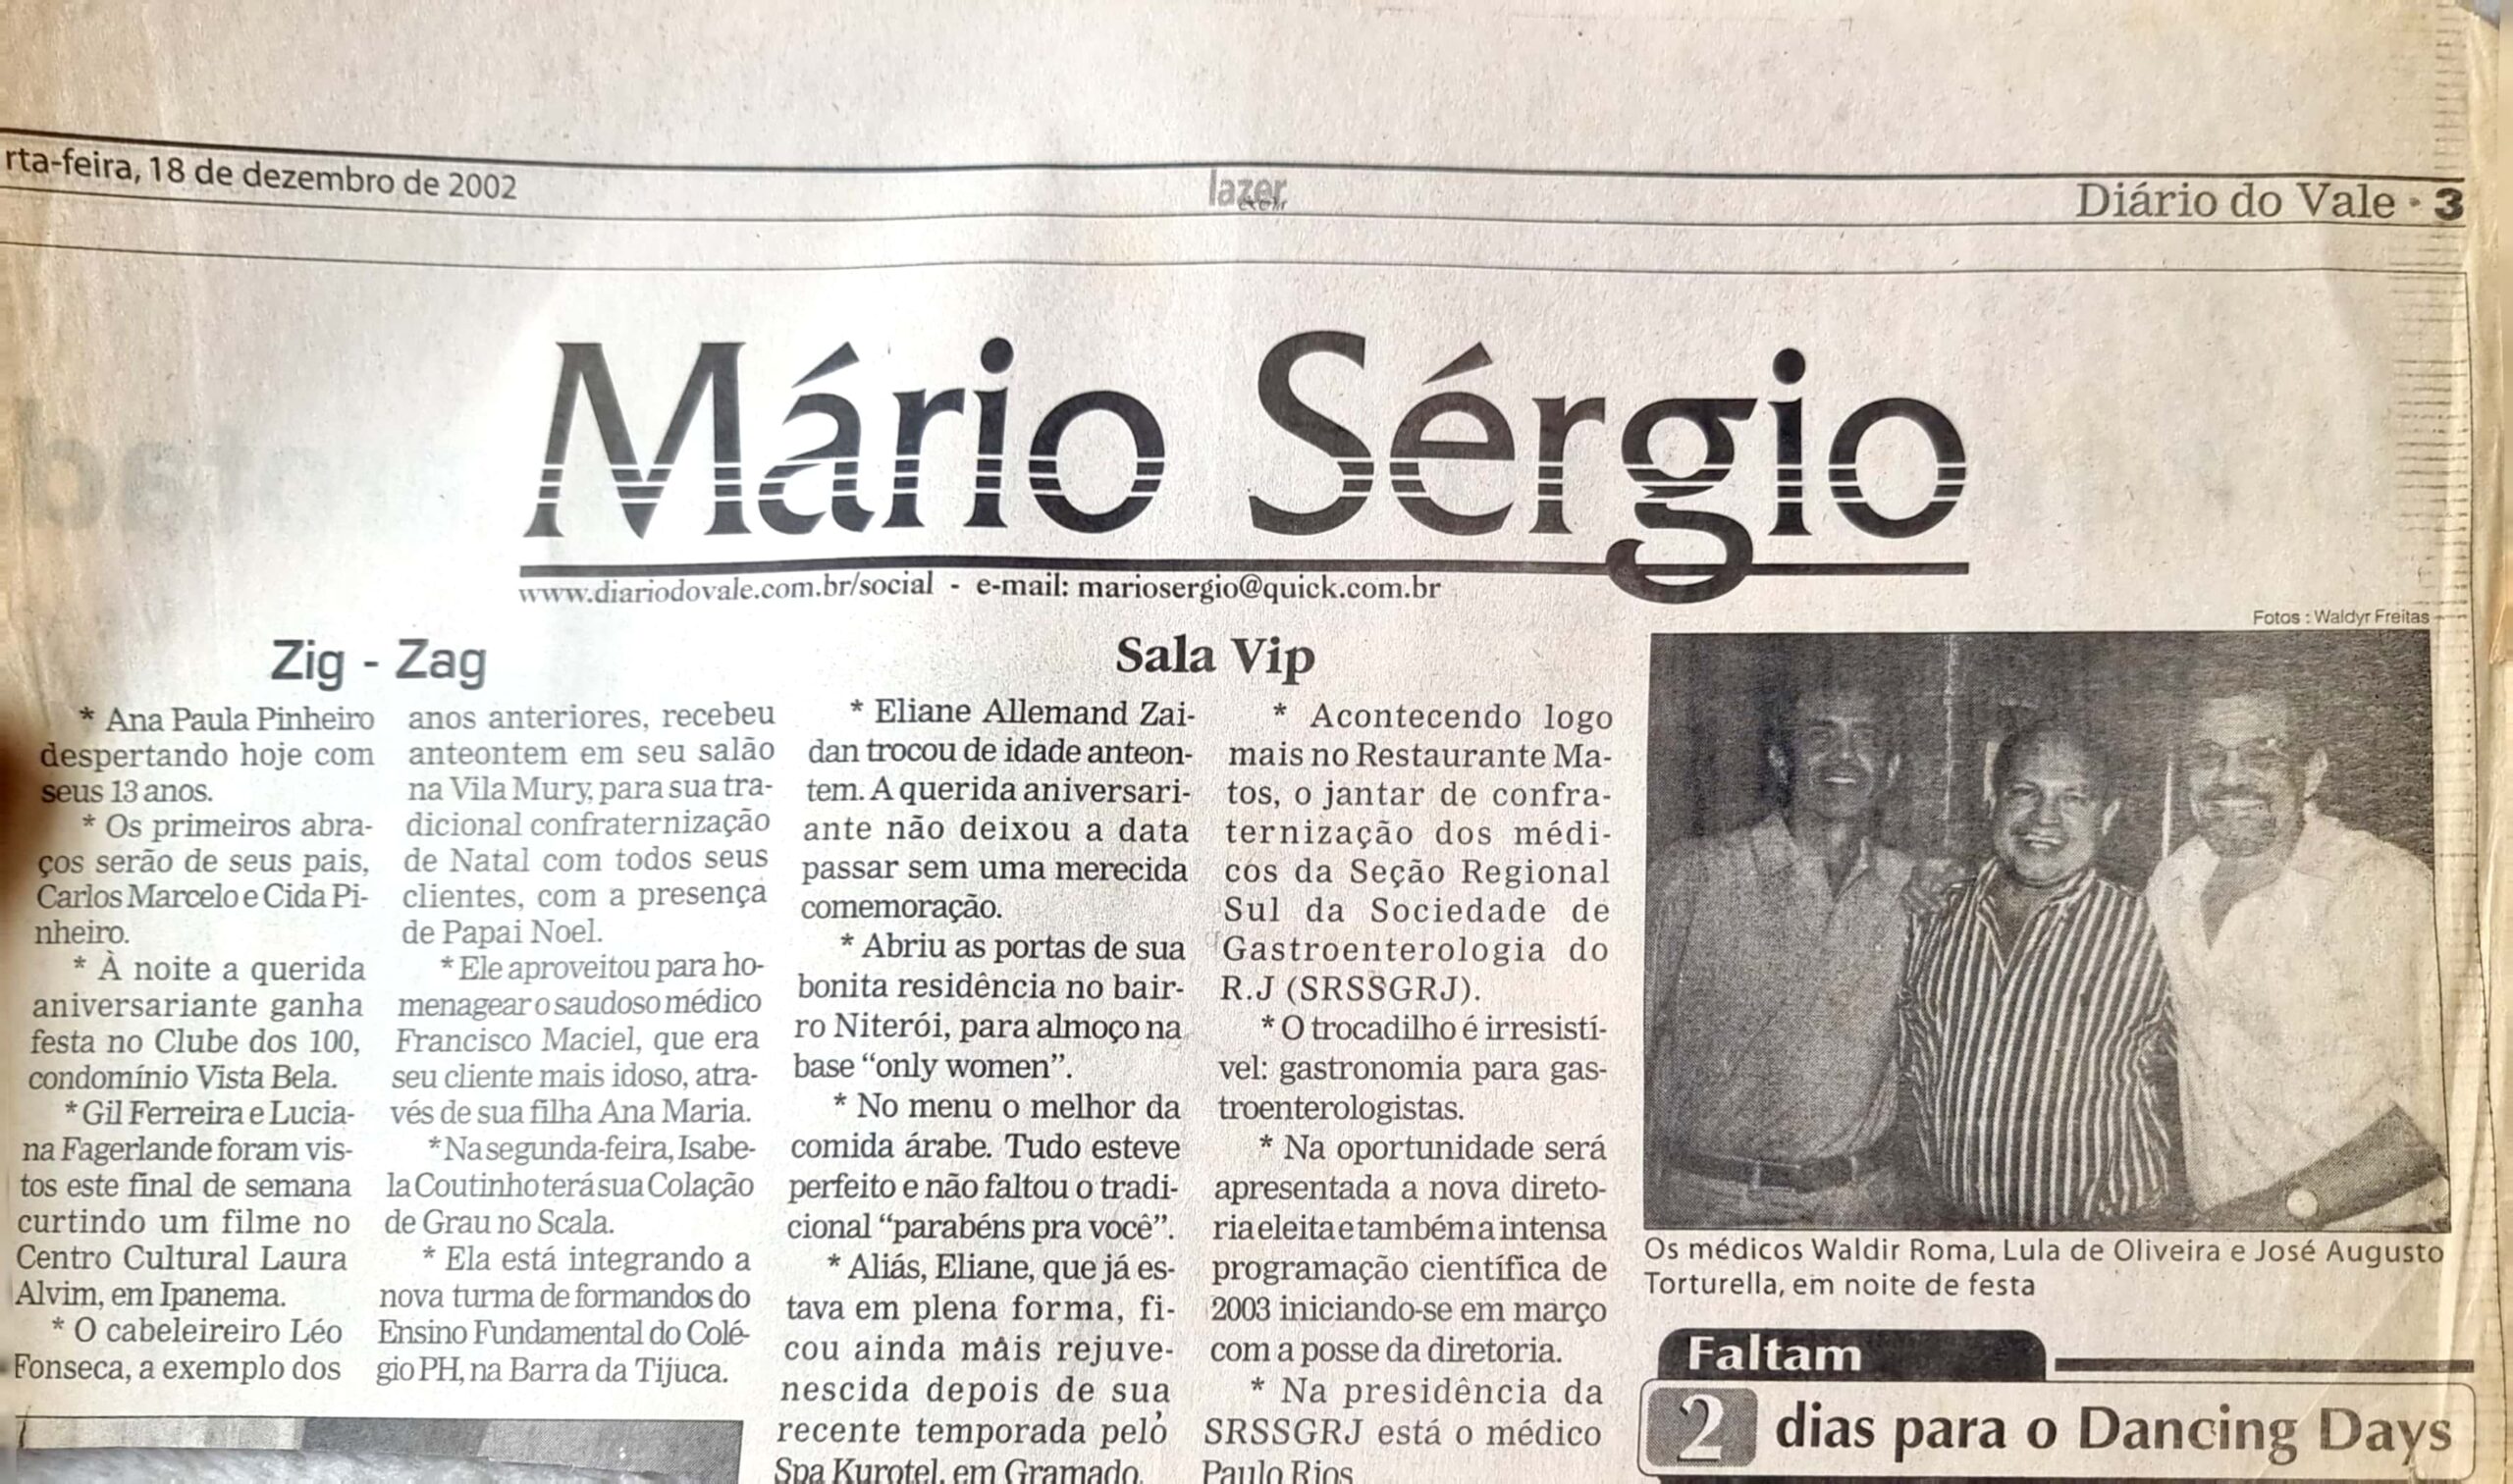 rta-feira, 18 de dezembro de 2002
lazer
Diário do Vale • 3
Mário Sérgio
www.diariodovale.com.br/social - e-mail: mariosergio@quick.com.br
Zig - Zag
* Ana Paula Pinheiro
despertando hoje com
seus 13 anos.
* Os primeiros abra-
ços serão de seus pais,
Carlos Marcelo e Cida Pi-
nheiro.
* À noite a querida
aniversariante ganha
festa no Clube dos 100,
condomínio Vista Bela.
* Gil Ferreira e Lucia-
na Fagerlande foram vis-
tos este final de semana
curtindo um filme no
Centro Cultural Laura
Alvim, em Ipanema.
* O cabeleireiro Léo
Fonseca, a exemplo dos
anos anteriores, recebeu
anteontem em seu salão
na Vila Mury, para sua tra-
dicional confraternização
de Natal com todos seus
clientes, com a presença
de Papai Noel.
* Ele aproveitou para ho-
menagear o saudoso médico
Francisco Maciel, que era
seu cliente mais idoso, atra-
vés de sua filha Ana Maria.
* Na segunda-feira, Isabe-
la Coutinho terá sua Colação
de Grau no Scala.
* Ela está integrando a
nova turma de formandos do
Ensino Fundamental do Colé-
gio PH, na Barra da Tijuca.
Sala Vip
* Eliane Allemand Zai-
dan trocou de idade anteon-
tem. A querida aniversari-
ante não deixou a data
passar sem uma merecida
comemoração.
* Abriu as portas de sua
bonita residência no bair-
ro Niterói, para almoço na
base “only women”.
* No menu o melhor da
comida árabe. Tudo esteve
perfeito e não faltou o tradi-
cional “parabéns pra você”.
* Aliás, Eliane, que já es-
tava em plena forma, fi-
cou ainda mais rejuve-
nescida depois de sua
recente temporada pelo
Spa Kurotel, em Gramado.
* Acontecendo logo
mais no Restaurante Ma-
tos, o jantar de confra-
ternização dos médi-
cos da Seção Regional
Sul da Sociedade de
Gastroenterologia do
R.J (SRSSGRJ).
* O trocadilho é irresistí-
vel: gastronomia para gas-
troenterologistas.
* Na oportunidade será
apresentada a nova direto-
ria eleita e também a intensa
programação científica de
2003 iniciando-se em março
com a posse da diretoria.
* Na presidência da
SRSSGRJ está o médico
Paulo Rios
Fotos : Waldyr Freitas
Os médicos Waldir Roma, Lula de Oliveira e José Augusto
Torturella, em noite de festa
Faltam
2 dias para o Dancing Days